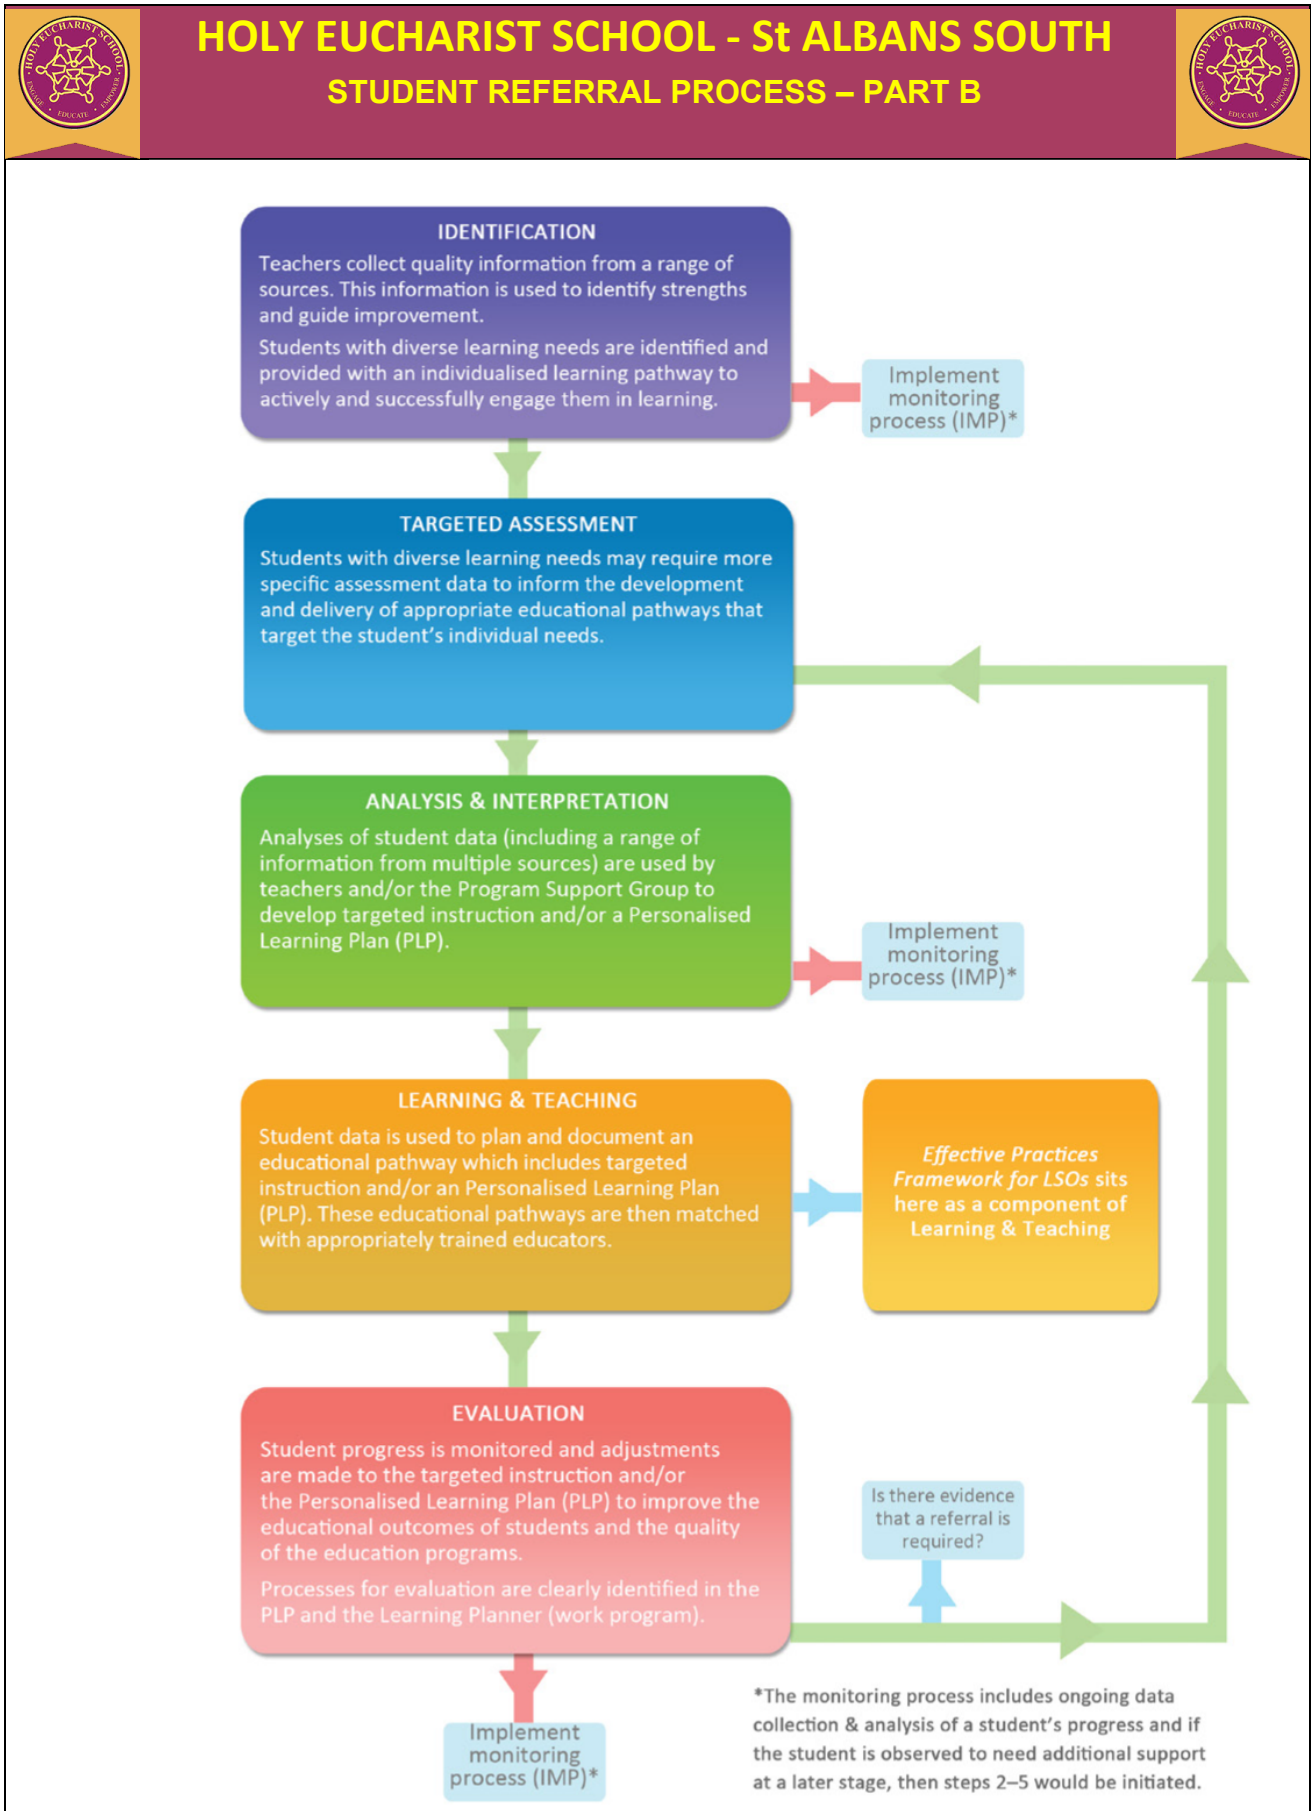 HOLY EUCHARIST SCHOOL - St ALBANS SOUTH
STUDENT REFERRAL PROCESS – PART B
HOLY EUCHARIST SCHOOL
ENGAGE • EDUCATE • EMPOWER
HOLY EUCHARIST SCHOOL
ENGAGE • EDUCATE • EMPOWER
IDENTIFICATION
Teachers collect quality information from a range of
sources. This information is used to identify strengths
and guide improvement.
Students with diverse learning needs are identified and
provided with an individualised learning pathway to
actively and successfully engage them in learning.
Implement
monitoring
process (IMP)*
TARGETED ASSESSMENT
Students with diverse learning needs may require more
specific assessment data to inform the development
and delivery of appropriate educational pathways that
target the student's individual needs.
ANALYSIS & INTERPRETATION
Analyses of student data (including a range of
information from multiple sources) are used by
teachers and/or the Program Support Group to
develop targeted instruction and/or a Personalised
Learning Plan (PLP).
Implement
monitoring
process (IMP)*
LEARNING & TEACHING
Student data is used to plan and document an
educational pathway which includes targeted
instruction and/or an Personalised Learning Plan
(PLP). These educational pathways are then matched
with appropriately trained educators.
Effective Practices
Framework for LSOs sits
here as a component of
Learning & Teaching
EVALUATION
Student progress is monitored and adjustments
are made to the targeted instruction and/or
the Personalised Learning Plan (PLP) to improve the
educational outcomes of students and the quality
of the education programs.
Processes for evaluation are clearly identified in the
PLP and the Learning Planner (work program).
Is there evidence
that a referral is
required?
Implement
monitoring
process (IMP)*
*The monitoring process includes ongoing data
collection & analysis of a student's progress and if
the student is observed to need additional support
at a later stage, then steps 2–5 would be initiated.